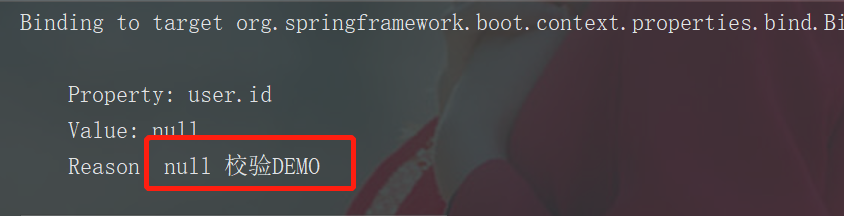 Binding to target org.springframework.boot.context.properties.bind.Bi
Property: user.id
Value: null
Reason null 校验DEMO